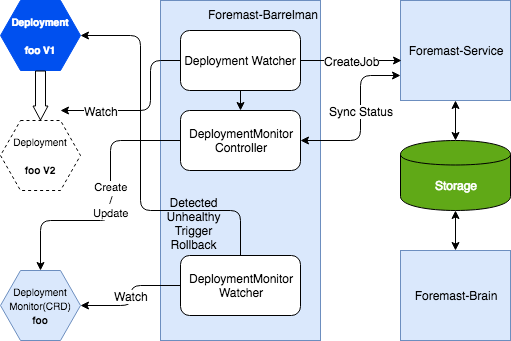 Deployment
foo V1
Foremast-Barrelman
Deployment Watcher
CreateJob
Foremast-Service
Watch
Sync Status
DeploymentMonitor
Controller
Deployment
foo V2
Create
/
Update
Detected
Unhealthy
Trigger
Rollback
Storage
Deployment
Monitor(CRD)
foo
Watch
DeploymentMonitor
Watcher
Foremast-Brain